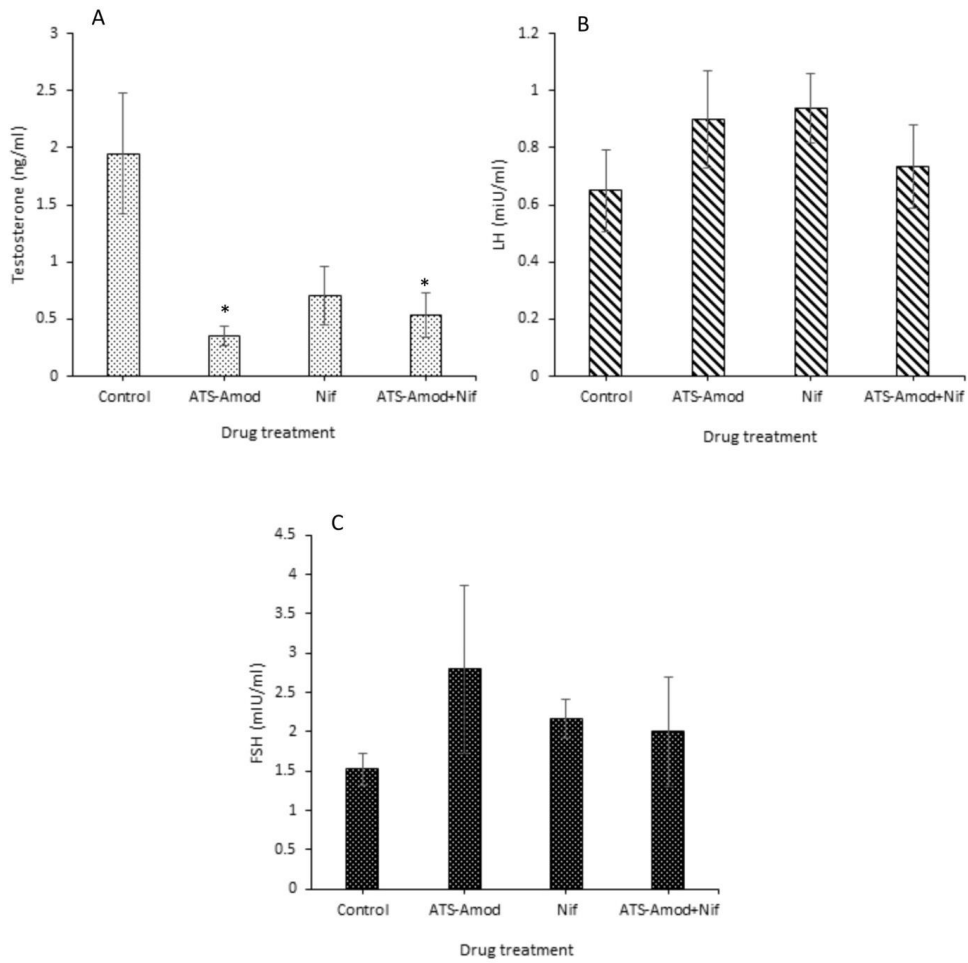 A
Testosterone (ng/ml)
3
2.5
2
1.5
1
0.5
0
*
*
Control ATS-Amod Nif ATS-Amod+Nif
Drug treatment
B
LH (miU/ml)
1.2
1
0.8
0.6
0.4
0.2
0
Control ATS-Amod Nif ATS-Amod+Nif
Drug treatment
C
FSH (mIU/ml)
4.5
4
3.5
3
2.5
2
1.5
1
0.5
0
Control ATS-Amod Nif ATS-Amod+Nif
Drug treatment